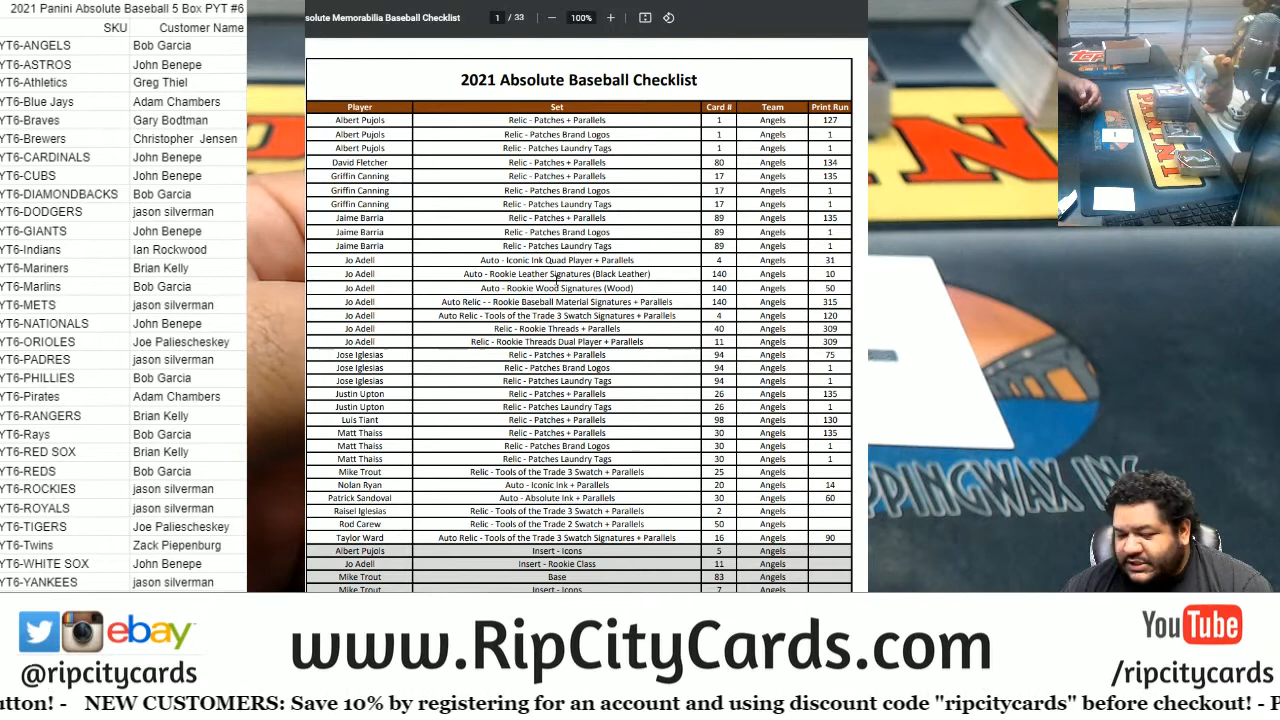 2021 Panini Absolute Baseball 5 Box PYT #6
SKU Customer Name
YT6-ANGELS Bob Garcia
YT6-ASTROS John Benepe
YT6-Athletics Greg Thiel
YT6-Blue Jays Adam Chambers
YT6-Braves Gary Bodtman
YT6-Brewers Christopher Jensen
YT6-CARDINALS John Benepe
YT6-CUBS John Benepe
YT6-DIAMONDBACKS Bob Garcia
YT6-DODGERS jason silverman
YT6-GIANTS John Benepe
YT6-Indians Ian Rockwood
YT6-Mariners Brian Kelly
YT6-Marlins Bob Garcia
YT6-METS jason silverman
YT6-NATIONALS John Benepe
YT6-ORIOLES Joe Paliescheskey
YT6-PADRES jason silverman
YT6-PHILLIES Bob Garcia
YT6-Pirates Adam Chambers
YT6-RANGERS Brian Kelly
YT6-Rays Bob Garcia
YT6-RED SOX Brian Kelly
YT6-REDS Bob Garcia
YT6-ROCKIES jason silverman
YT6-ROYALS jason silverman
YT6-TIGERS Joe Paliescheskey
YT6-Twins Zack Piepenburg
YT6-WHITE SOX John Benepe
YT6-YANKEES jason silverman
solute Memorabilia Baseball Checklist 1 / 33 100%
2021 Absolute Baseball Checklist
Player Set Card # Team Print Run
Albert Pujols Relic - Patches + Parallels 1 Angels 127
Albert Pujols Relic - Patches Brand Logos 1 Angels 1
Albert Pujols Relic - Patches Laundry Tags 1 Angels 1
David Fletcher Relic - Patches + Parallels 80 Angels 134
Griffin Canning Relic - Patches + Parallels 17 Angels 135
Griffin Canning Relic - Patches Brand Logos 17 Angels 1
Griffin Canning Relic - Patches Laundry Tags 17 Angels 1
Jaime Barria Relic - Patches + Parallels 89 Angels 135
Jaime Barria Relic - Patches Brand Logos 89 Angels 1
Jaime Barria Relic - Patches Laundry Tags 89 Angels 1
Jo Adell Auto - Iconic Ink Quad Player + Parallels 4 Angels 31
Jo Adell Auto - Rookie Leather Signatures (Black Leather) 140 Angels 10
Jo Adell Auto - Rookie Wood Signatures (Wood) 140 Angels 50
Jo Adell Auto Relic - - Rookie Baseball Material Signatures + Parallels 140 Angels 315
Jo Adell Auto Relic - Tools of the Trade 3 Swatch Signatures + Parallels 4 Angels 120
Jo Adell Relic - Rookie Threads + Parallels 40 Angels 309
Jo Adell Relic - Rookie Threads Dual Player + Parallels 11 Angels 309
Jose Iglesias Relic - Patches + Parallels 94 Angels 75
Jose Iglesias Relic - Patches Brand Logos 94 Angels 1
Jose Iglesias Relic - Patches Laundry Tags 94 Angels 1
Justin Upton Relic - Patches + Parallels 26 Angels 135
Justin Upton Relic - Patches Laundry Tags 26 Angels 1
Luis Tiant Relic - Patches + Parallels 98 Angels 130
Matt Thaiss Relic - Patches + Parallels 30 Angels 135
Matt Thaiss Relic - Patches Brand Logos 30 Angels 1
Matt Thaiss Relic - Patches Laundry Tags 30 Angels 1
Mike Trout Relic - Tools of the Trade 3 Swatch + Parallels 25 Angels
Nolan Ryan Auto - Iconic Ink + Parallels 20 Angels 14
Patrick Sandoval Auto - Absolute Ink + Parallels 30 Angels 60
Raisel Iglesias Relic - Tools of the Trade 3 Swatch + Parallels 2 Angels
Rod Carew Relic - Tools of the Trade 2 Swatch + Parallels 50 Angels
Taylor Ward Auto Relic - Tools of the Trade 3 Swatch Signatures + Parallels 16 Angels 90
Albert Pujols Insert - Icons 5 Angels
Jo Adell Insert - Rookie Class 11 Angels
Mike Trout Base 83 Angels
Mike Trout Insert - Icons 7 Angels
PANINI
PPINGWAX INK
ebay
@ripcitycards
www.RipCityCards.com
YouTube
/ripcitycards
utton! - NEW CUSTOMERS: Save 10% by registering for an account and using discount code "ripcitycards" before checkout! - F